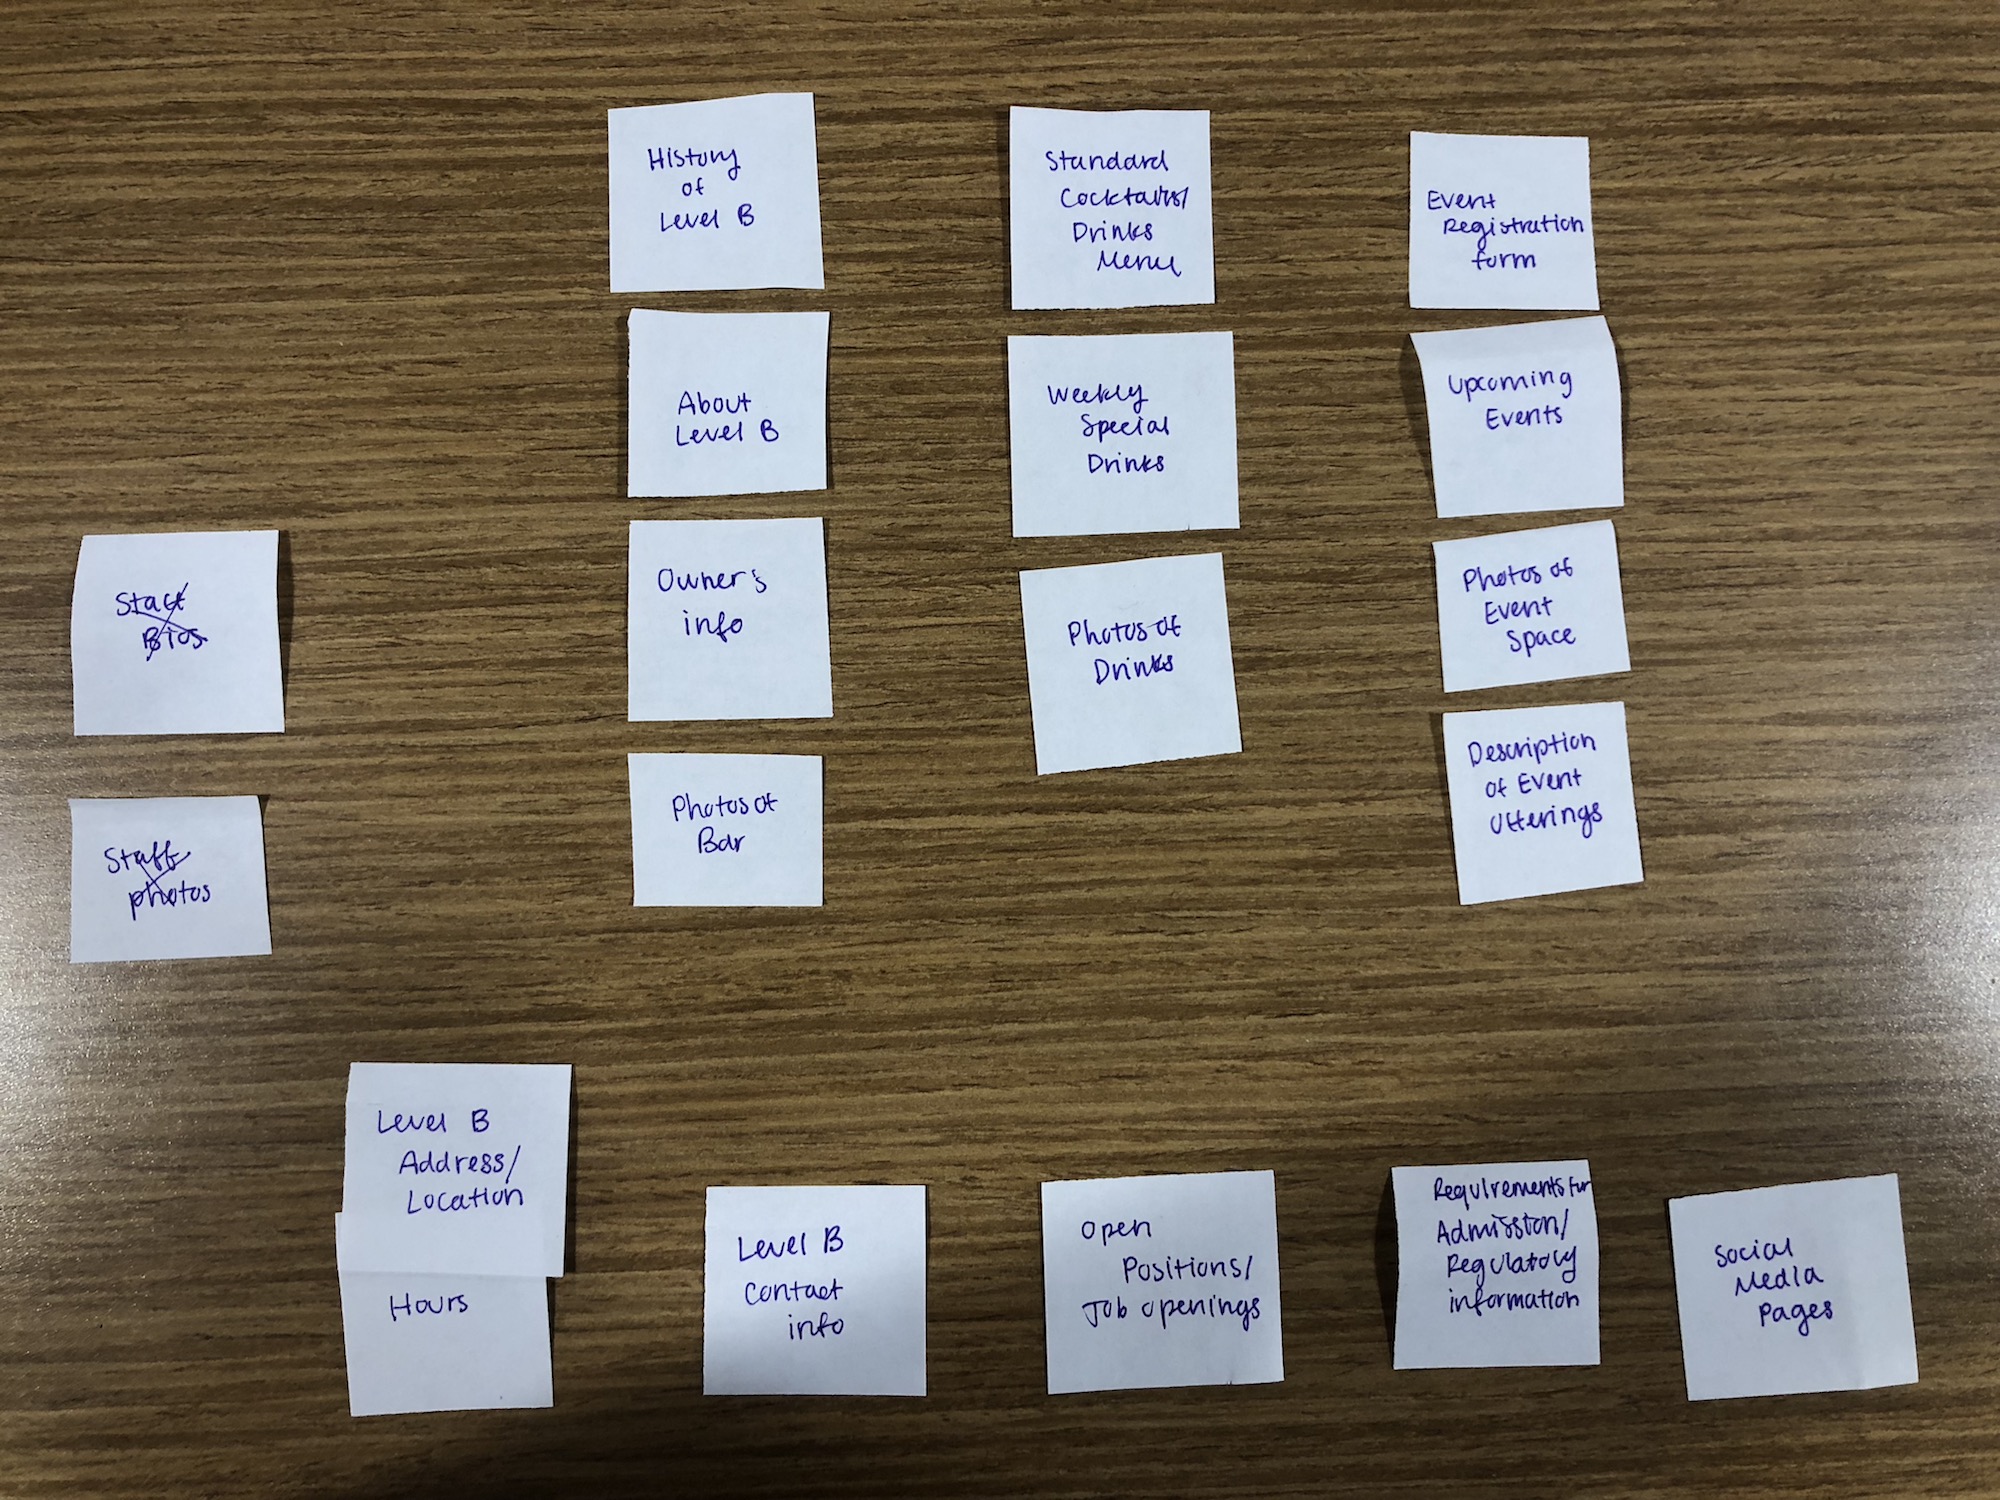 History
of
Level B
About
Level B
Owner's
info
Photos of
Bar
Standard
Cocktails/
Drinks
Menu
Weekly
Special
Drinks
Photos of
Drinks
Event
Registration
form
Upcoming
Events
Photos of
Event
Space
Description
of Event
Offerings
Staff
Bios
Staff
photos
Level B
Address/
Location
Hours
Level B
Contact
info
Open
Positions/
Job openings
Requirements for
Admission/
Regulatory
information
Social
Media
Pages